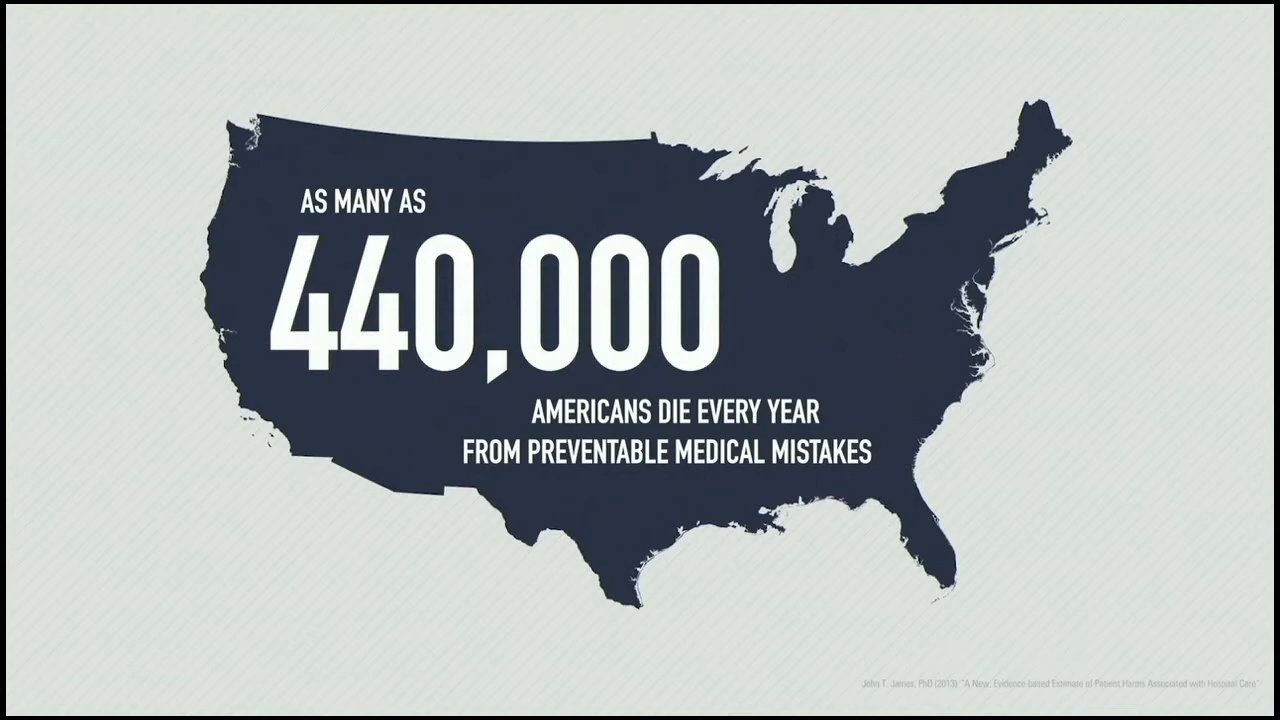 AS MANY AS
440,000
AMERICANS DIE EVERY YEAR
FROM PREVENTABLE MEDICAL MISTAKES
John T. James, PhD (2013) "A New, Evidence-based Estimate of Patient Harms Associated with Hospital Care"